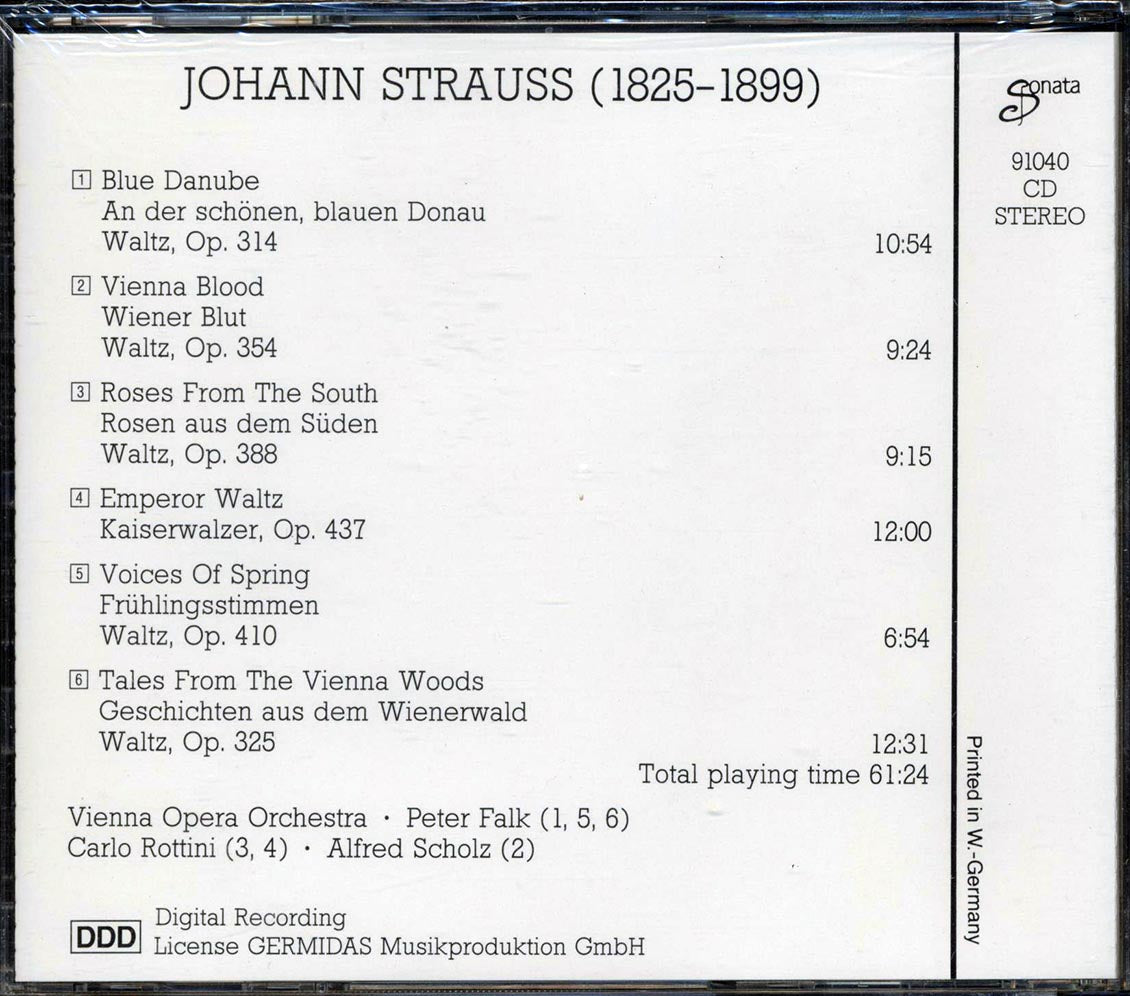 JOHANN STRAUSS (1825–1899)
1 Blue Danube
An der schönen, blauen Donau
Waltz, Op. 314 10:54
2 Vienna Blood
Wiener Blut
Waltz, Op. 354 9:24
3 Roses From The South
Rosen aus dem Süden
Waltz, Op. 388 9:15
4 Emperor Waltz
Kaiserwalzer, Op. 437 12:00
5 Voices Of Spring
Frühlingsstimmen
Waltz, Op. 410 6:54
6 Tales From The Vienna Woods
Geschichten aus dem Wienerwald
Waltz, Op. 325 12:31
Total playing time 61:24
Vienna Opera Orchestra · Peter Falk (1, 5, 6)
Carlo Rottini (3, 4) · Alfred Scholz (2)
DDD
Digital Recording
License GERMIDAS Musikproduktion GmbH
Sonata
91040
CD
STEREO
Printed in W.-Germany